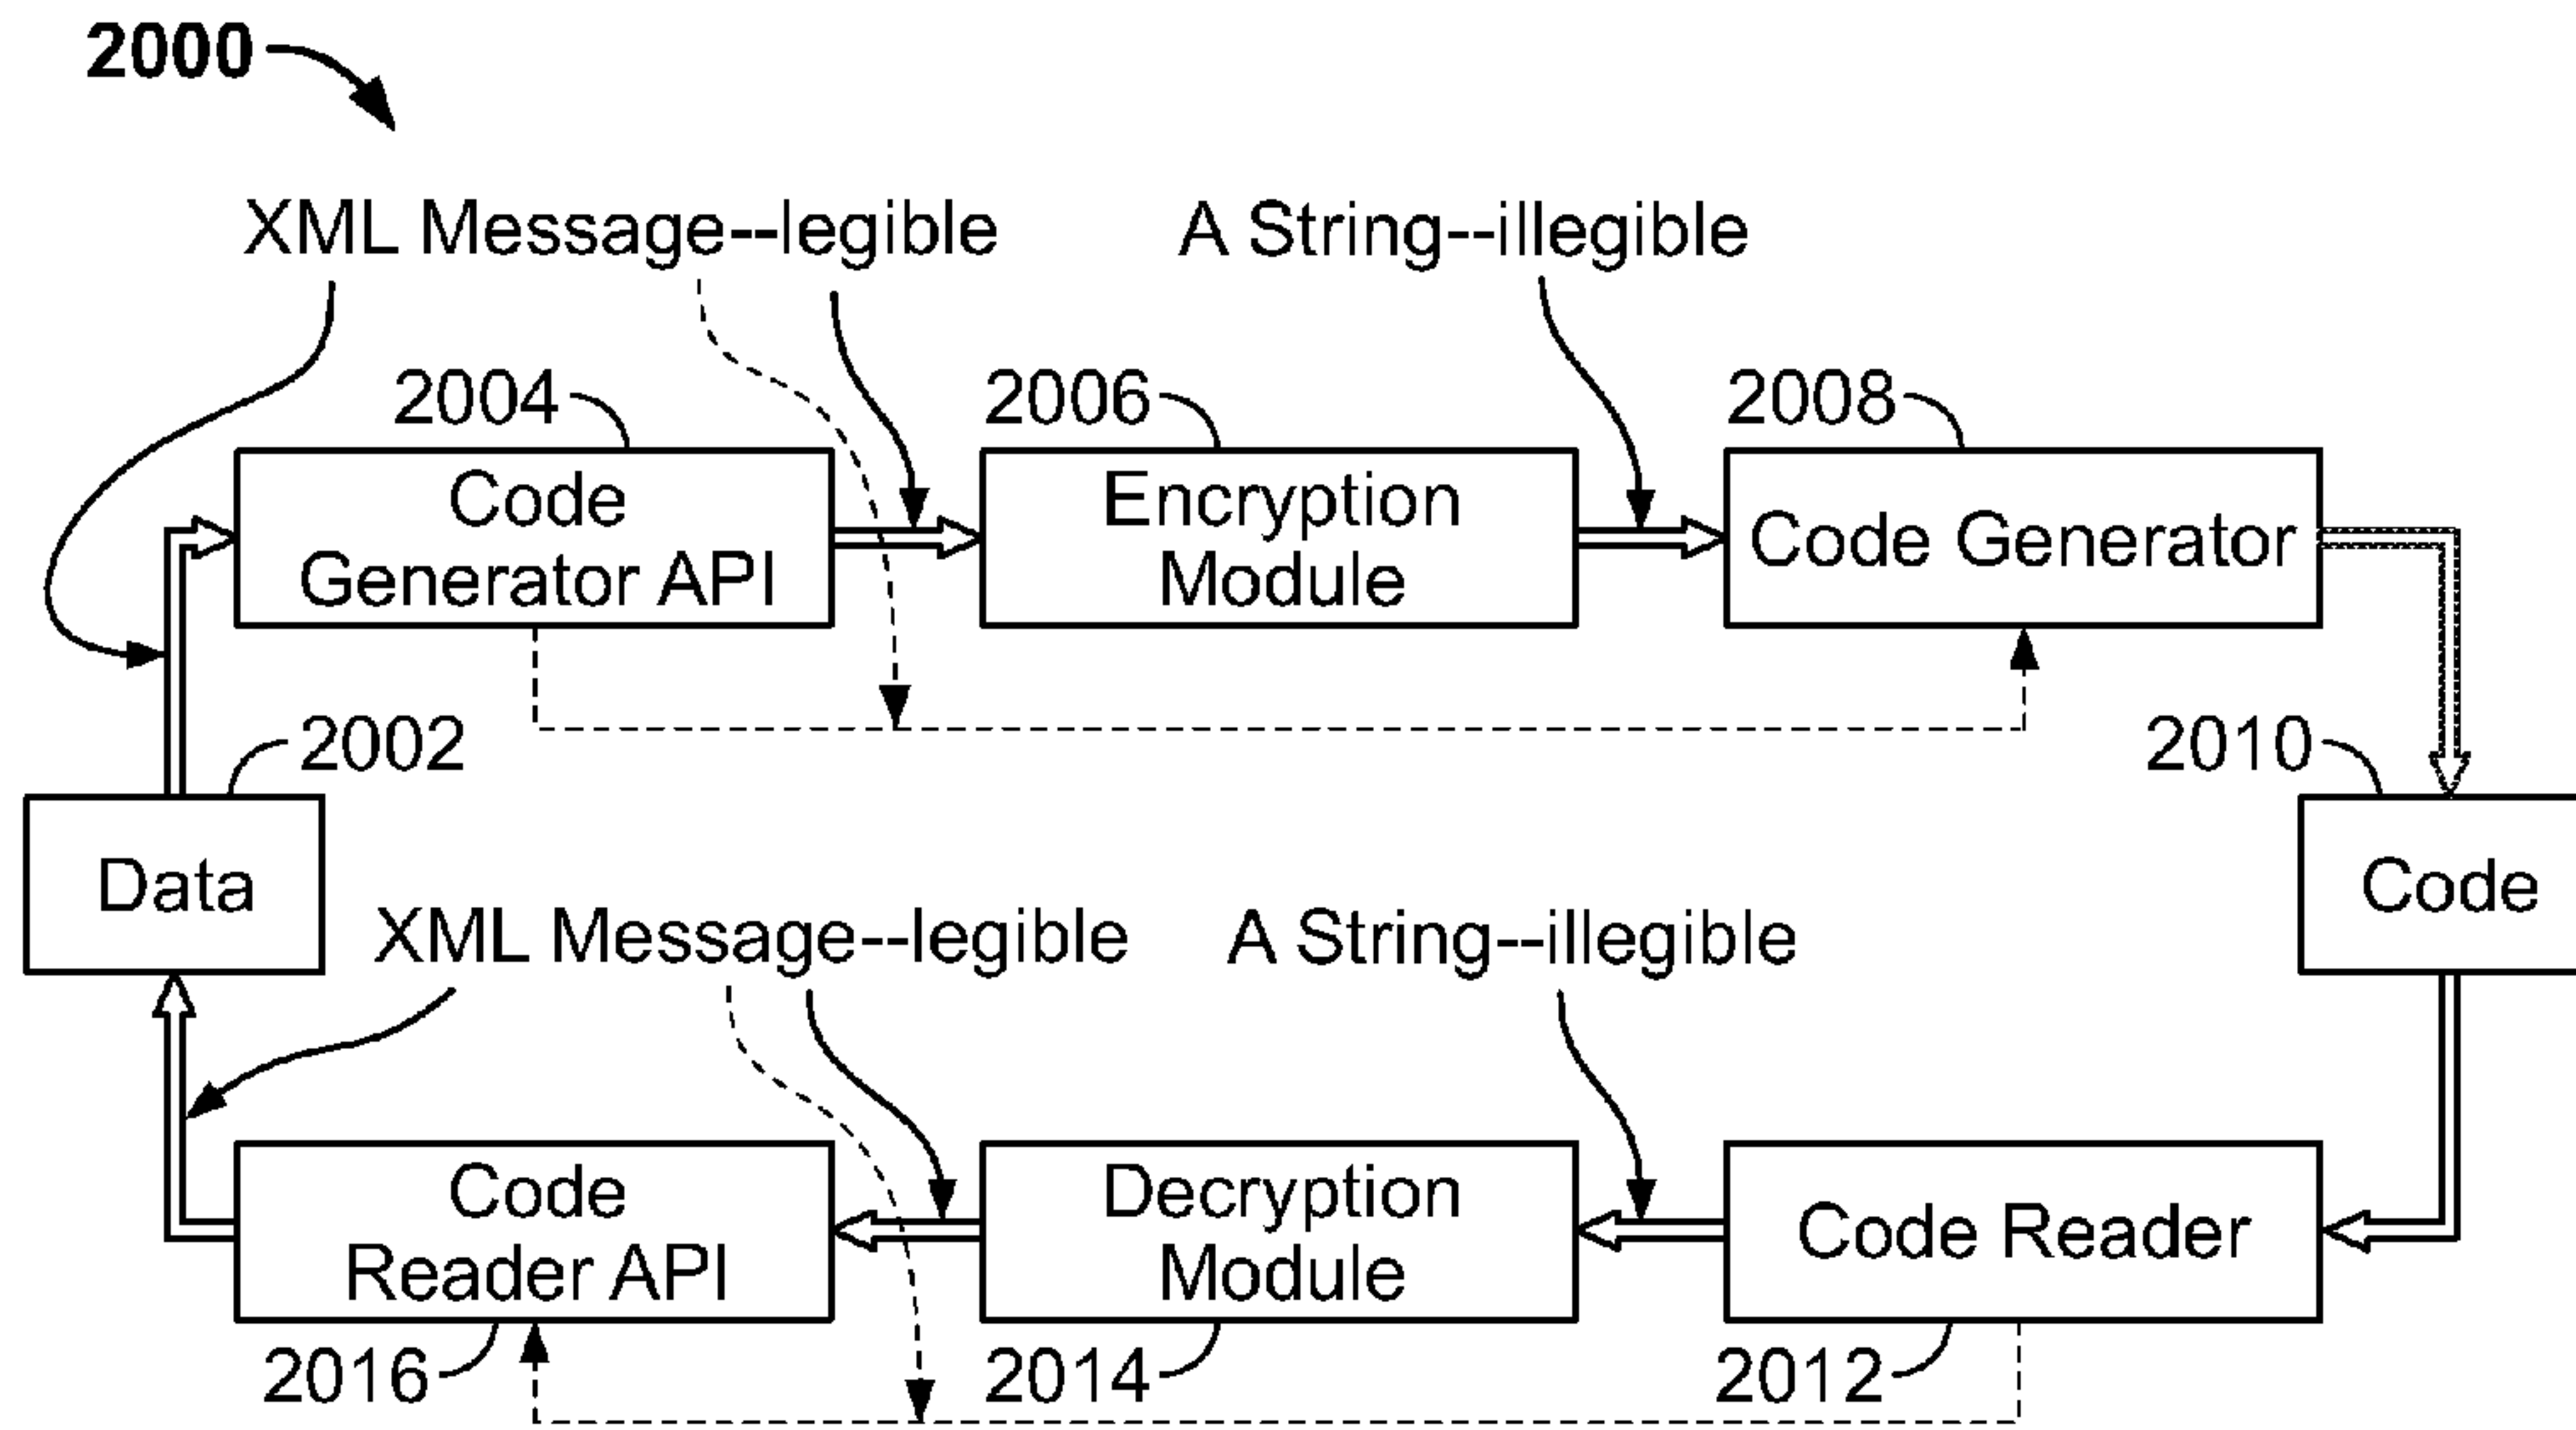 2000
XML Message--legible
A String--illegible
2004
2006
2008
Code
Generator API
Encryption
Module
Code Generator
2002
2010
Data
Code
XML Message--legible
A String--illegible
Code
Reader API
Decryption
Module
Code Reader
2016
2014
2012